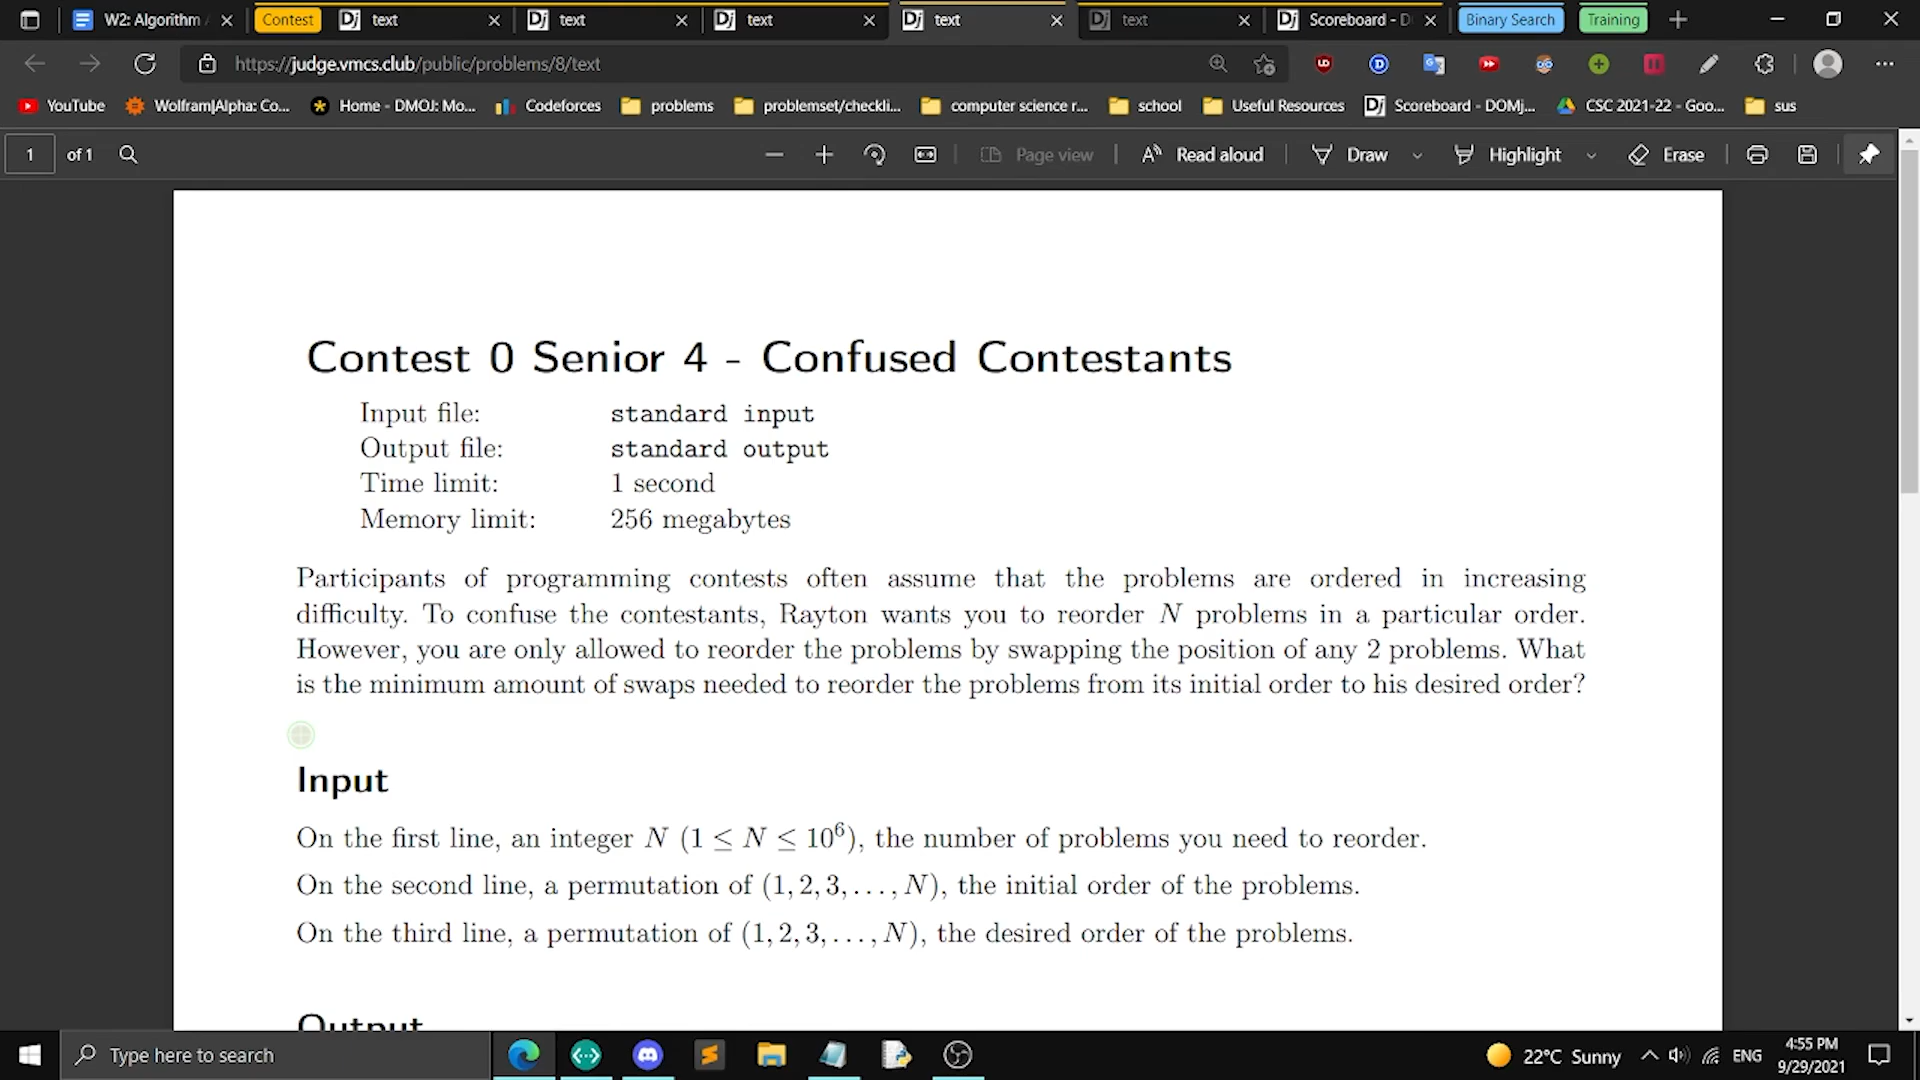 W2: Algorithm
Contest
text
text
text
text
text
Scoreboard - D
Binary Search
Training
https://judge.vmcs.club/public/problems/8/text
YouTube
Wolfram|Alpha: Co...
Home - DMOJ: Mo...
Codeforces
problems
problemset/checkli...
computer science r...
school
Useful Resources
Scoreboard - DOMj...
CSC 2021-22 - Goo...
sus
1 of 1
Page view
Read aloud
Draw
Highlight
Erase
Contest 0 Senior 4 - Confused Contestants
Input file: standard input
Output file: standard output
Time limit: 1 second
Memory limit: 256 megabytes
Participants of programming contests often assume that the problems are ordered in increasing
difficulty. To confuse the contestants, Rayton wants you to reorder N problems in a particular order.
However, you are only allowed to reorder the problems by swapping the position of any 2 problems. What
is the minimum amount of swaps needed to reorder the problems from its initial order to his desired order?
Input
On the first line, an integer N (1 ≤ N ≤ 10⁶), the number of problems you need to reorder.
On the second line, a permutation of (1, 2, 3, . . . , N), the initial order of the problems.
On the third line, a permutation of (1, 2, 3, . . . , N), the desired order of the problems.
Output
Type here to search
22°C Sunny
ENG
4:55 PM
9/29/2021